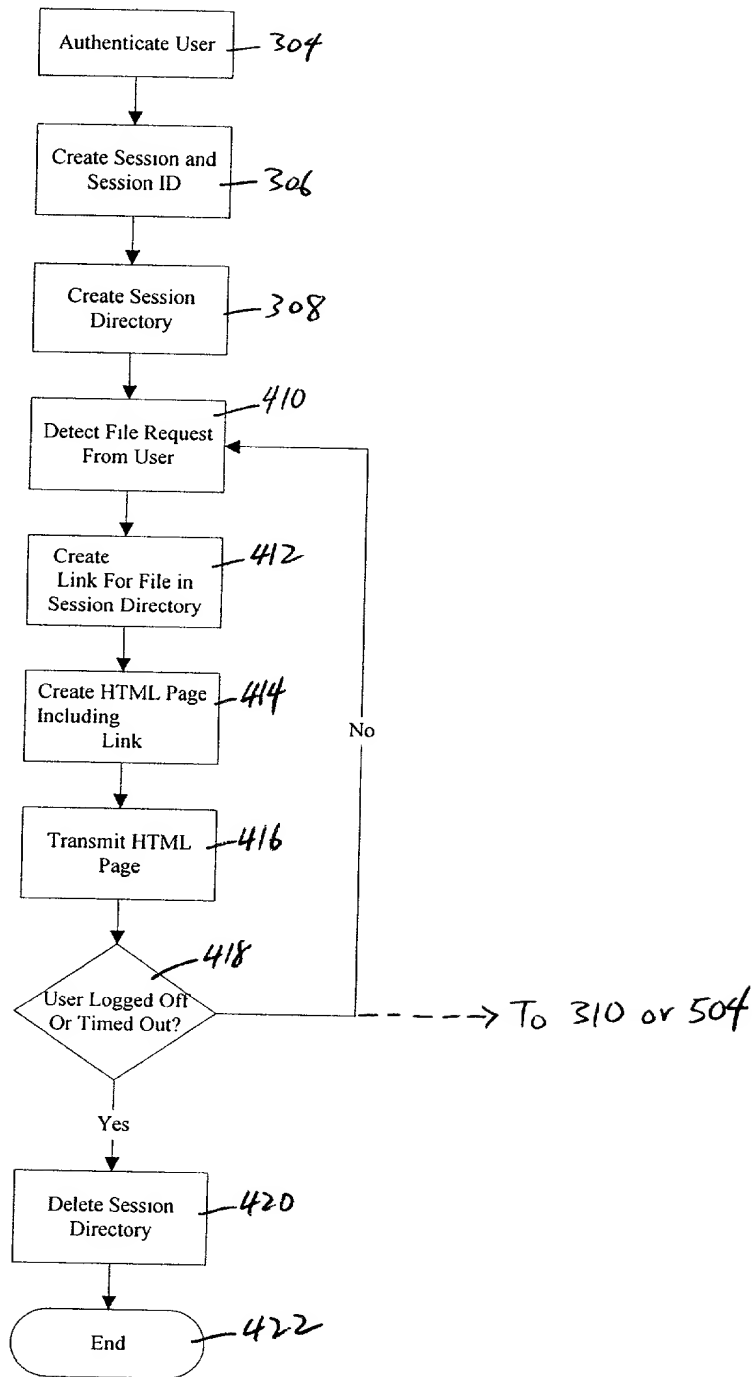 Authenticate User
304
Create Session and
Session ID
306
Create Session
Directory
308
410
Detect File Request
From User
Create
Link For File in
Session Directory
412
Create HTML Page
Including
Link
414
No
Transmit HTML
Page
416
418
User Logged Off
Or Timed Out?
To 310 or 504
Yes
Delete Session
Directory
420
End
422